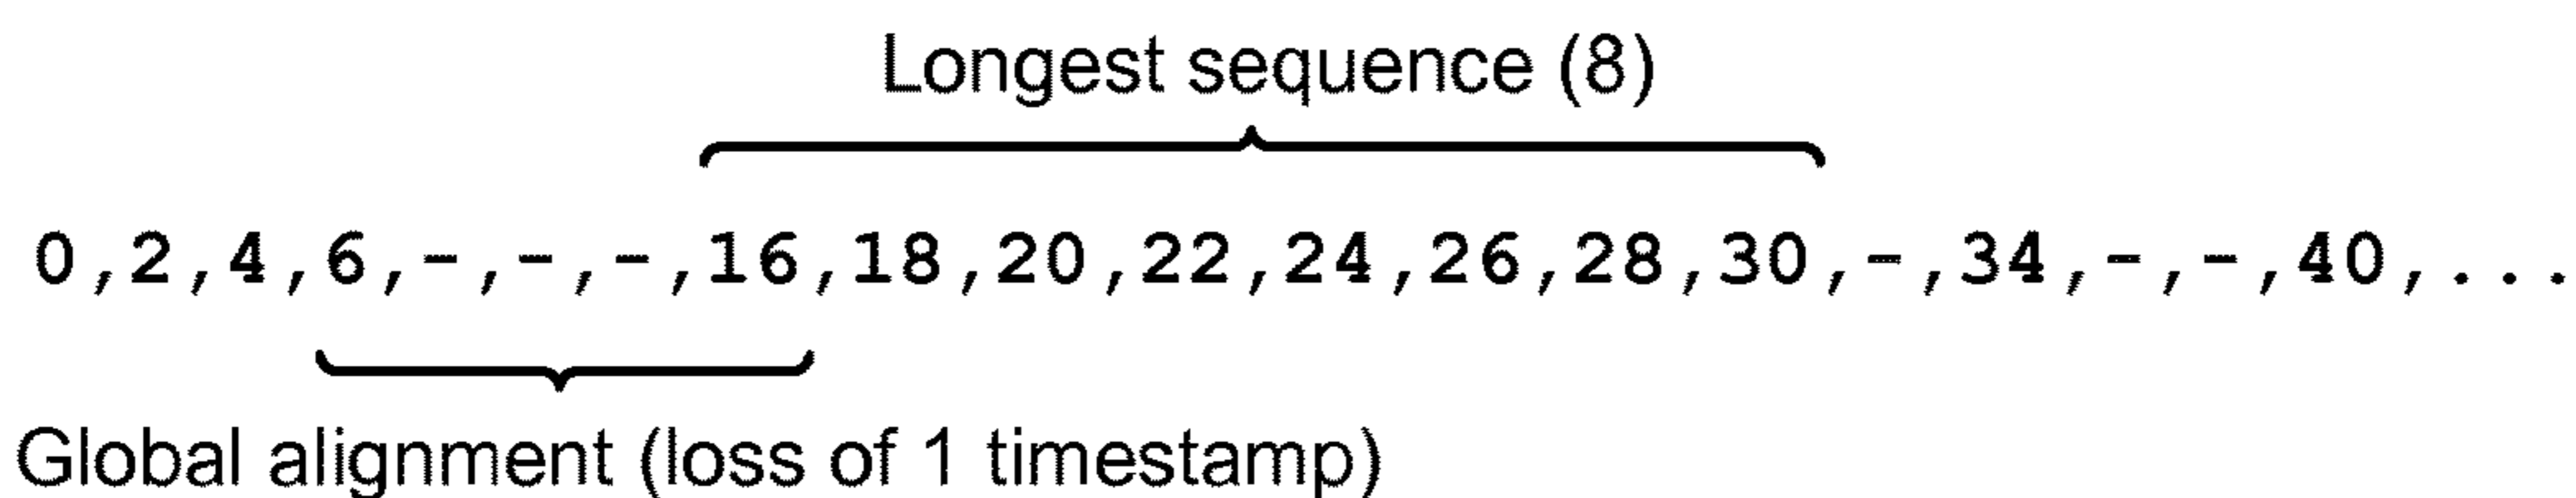 Longest sequence (8)
0,2,4,6,-,-,-,16,18,20,22,24,26,28,30,-,34,-,-,40,...
Global alignment (loss of 1 timestamp)